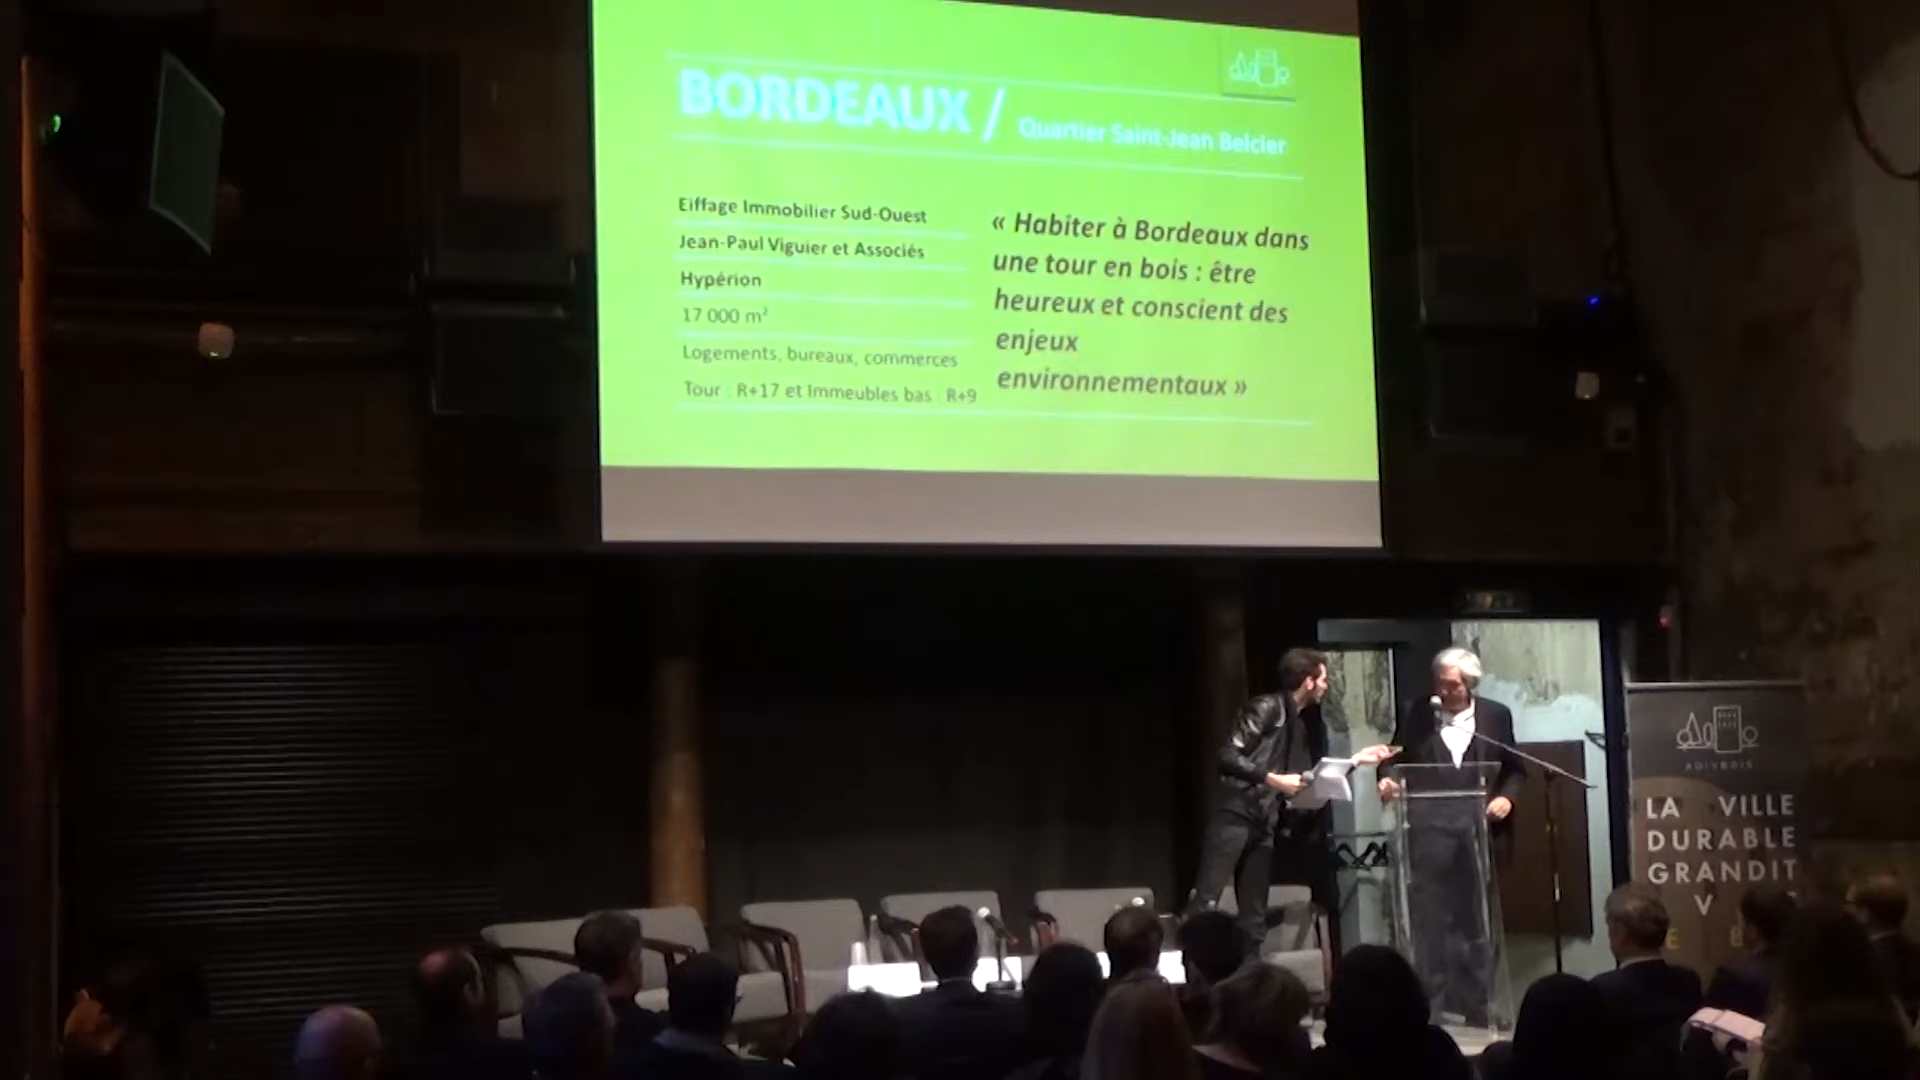 BORDEAUX / Quartier Saint-Jean Belcier
Eiffage Immobilier Sud-Ouest
Jean-Paul Viguier et Associés
Hypérion
17 000 m²
Logements, bureaux, commerces
Tour : R+17 et Immeubles bas : R+9
« Habiter à Bordeaux dans
une tour en bois : être
heureux et conscient des
enjeux
environnementaux »
ADIVBOIS
LA VILLE
DURABLE
GRANDIT